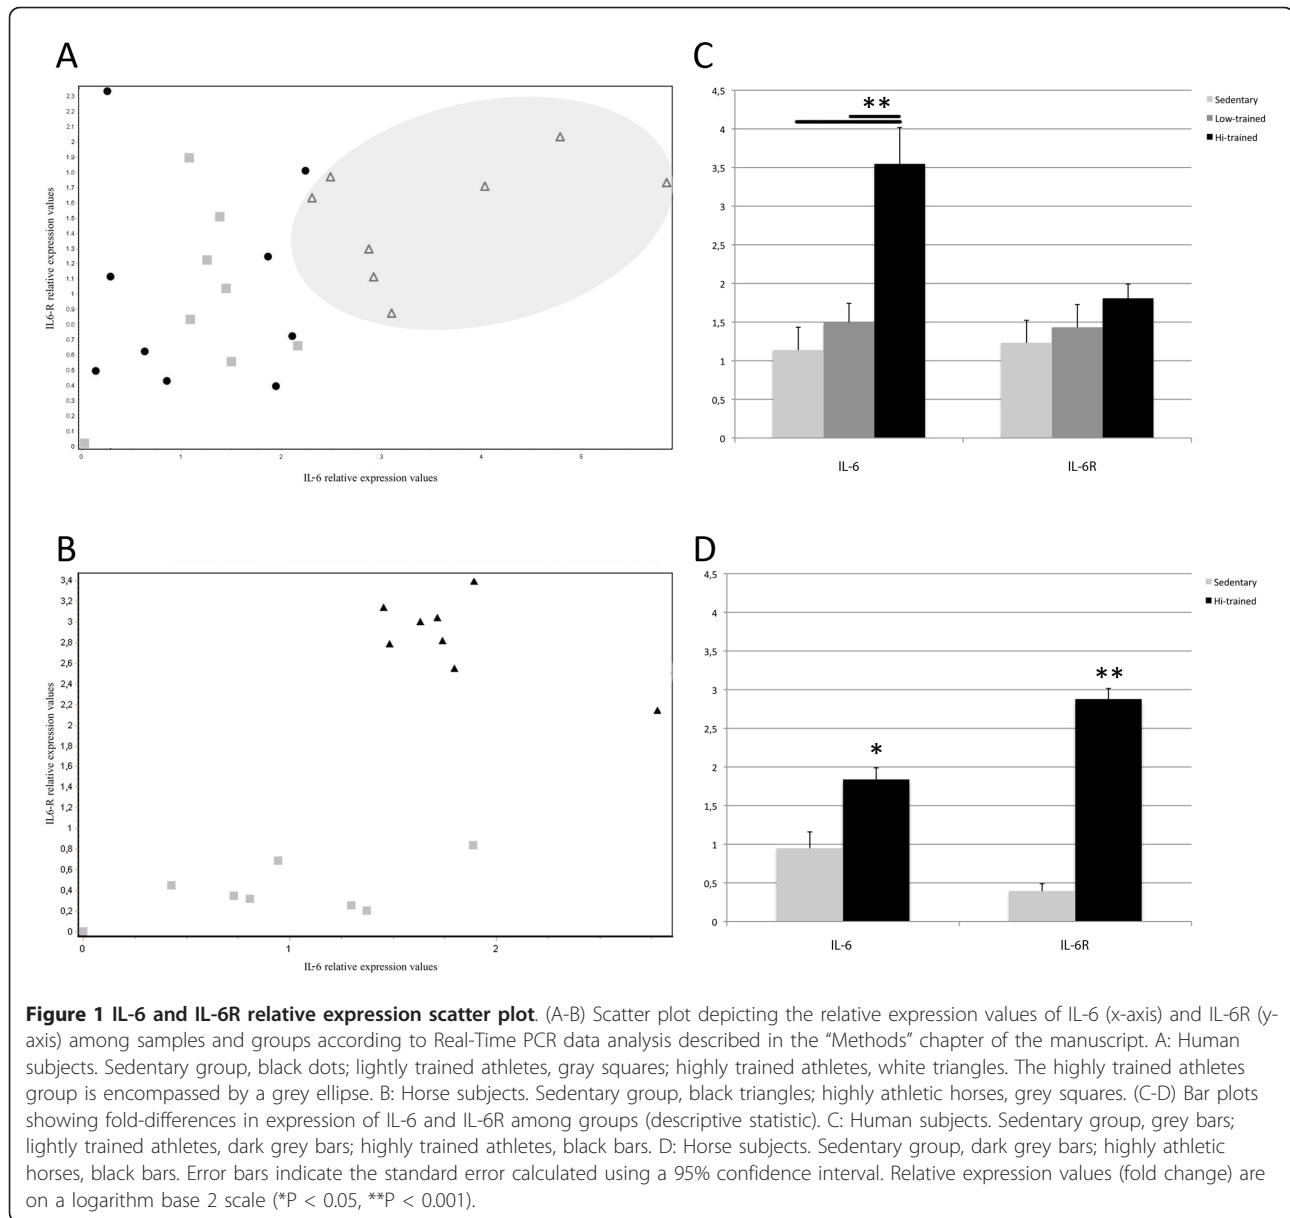 A
2.3
2.2
2.1
2
1.9
1.8
1.7
1.6
1.5
1.4
1.3
1.2
1.1
1
0.9
0.8
0.7
0.6
0.5
0.4
0.3
0.2
0.1
0
IL6-R relative expression values
0 1 2 3 4 5
IL-6 relative expression values
C
4,5
4
3,5
3
2,5
2
1,5
1
0,5
0
**
Sedentary
Low-trained
Hi-trained
IL-6 IL-6R
B
3,4
3,2
3
2,8
2,6
2,4
2,2
2
1,8
1,6
1,4
1,2
1
0,8
0,6
0,4
0,2
0
IL6-R relative expression values
0 1 2
IL-6 relative expression values
D
4,5
4
3,5
3
2,5
2
1,5
1
0,5
0
*
**
Sedentary
Hi-trained
IL-6 IL-6R
Figure 1 IL-6 and IL-6R relative expression scatter plot. (A-B) Scatter plot depicting the relative expression values of IL-6 (x-axis) and IL-6R (y-
axis) among samples and groups according to Real-Time PCR data analysis described in the “Methods” chapter of the manuscript. A: Human
subjects. Sedentary group, black dots; lightly trained athletes, gray squares; highly trained athletes, white triangles. The highly trained athletes
group is encompassed by a grey ellipse. B: Horse subjects. Sedentary group, black triangles; highly athletic horses, grey squares. (C-D) Bar plots
showing fold-differences in expression of IL-6 and IL-6R among groups (descriptive statistic). C: Human subjects. Sedentary group, grey bars;
lightly trained athletes, dark grey bars; highly trained athletes, black bars. D: Horse subjects. Sedentary group, dark grey bars; highly athletic
horses, black bars. Error bars indicate the standard error calculated using a 95% confidence interval. Relative expression values (fold change) are
on a logarithm base 2 scale (*P < 0.05, **P < 0.001).